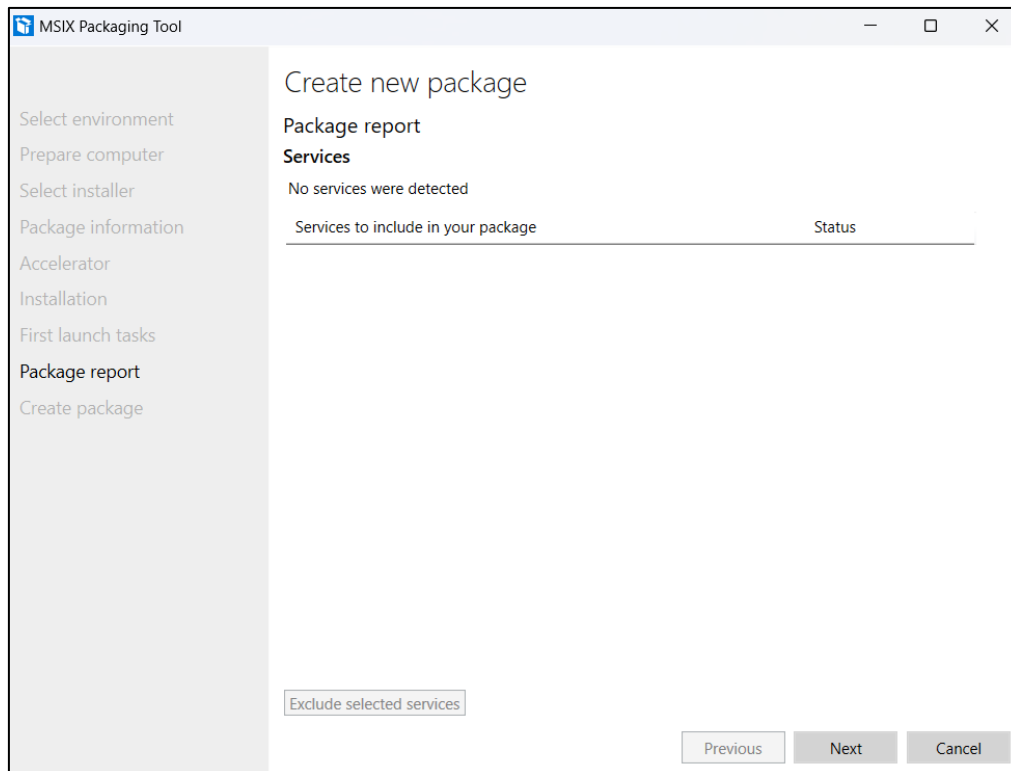 MSIX Packaging Tool
Select environment
Prepare computer
Select installer
Package information
Accelerator
Installation
First launch tasks
Package report
Create package
Create new package
Package report
Services
No services were detected
Services to include in your package Status
Exclude selected services
Previous Next Cancel